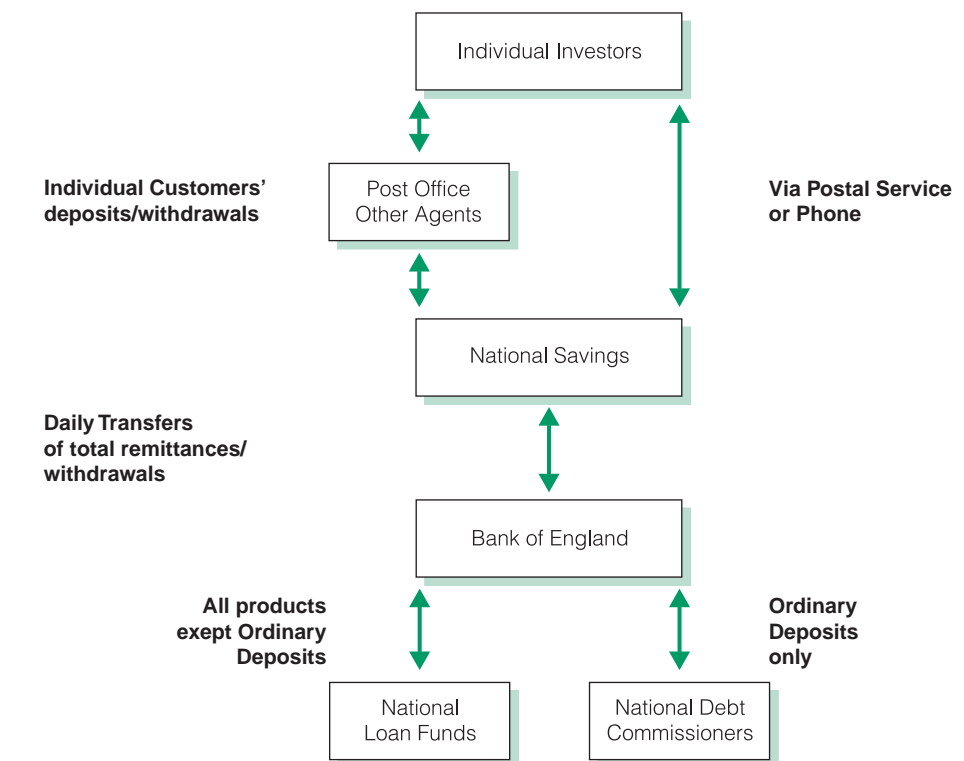 Individual Investors
Individual Customers’
deposits/withdrawals
Post Office
Other Agents
Via Postal Service
or Phone
National Savings
Daily Transfers
of total remittances/
withdrawals
Bank of England
All products
exept Ordinary
Deposits
Ordinary
Deposits
only
National
Loan Funds
National Debt
Commissioners